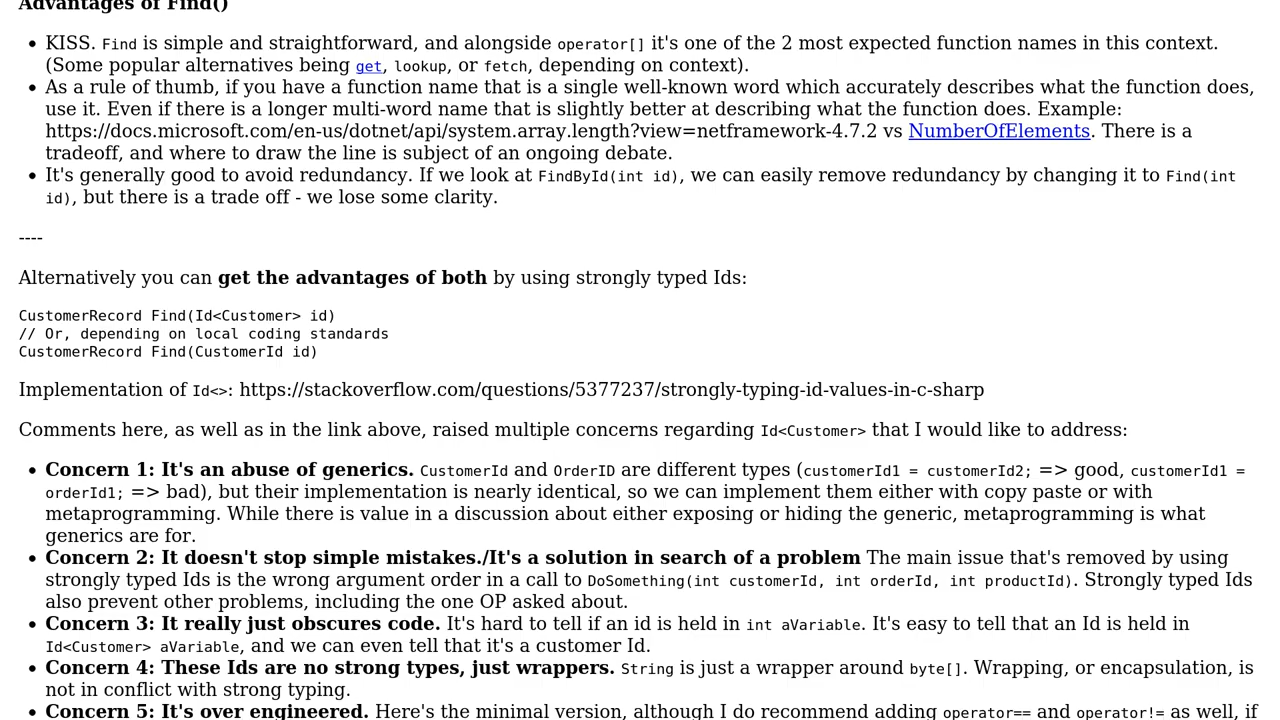 Advantages of Find()
• KISS. Find is simple and straightforward, and alongside operator[] it's one of the 2 most expected function names in this context.
(Some popular alternatives being get, lookup, or fetch, depending on context).
• As a rule of thumb, if you have a function name that is a single well-known word which accurately describes what the function does,
use it. Even if there is a longer multi-word name that is slightly better at describing what the function does. Example:
https://docs.microsoft.com/en-us/dotnet/api/system.array.length?view=netframework-4.7.2 vs NumberOfElements. There is a
tradeoff, and where to draw the line is subject of an ongoing debate.
• It's generally good to avoid redundancy. If we look at FindById(int id), we can easily remove redundancy by changing it to Find(int
id), but there is a trade off - we lose some clarity.
----
Alternatively you can get the advantages of both by using strongly typed Ids:
CustomerRecord Find(Id<Customer> id)
// Or, depending on local coding standards
CustomerRecord Find(CustomerId id)
Implementation of Id<>: https://stackoverflow.com/questions/5377237/strongly-typing-id-values-in-c-sharp
Comments here, as well as in the link above, raised multiple concerns regarding Id<Customer> that I would like to address:
• Concern 1: It's an abuse of generics. CustomerId and OrderID are different types (customerId1 = customerId2; => good, customerId1 =
orderId1; => bad), but their implementation is nearly identical, so we can implement them either with copy paste or with
metaprogramming. While there is value in a discussion about either exposing or hiding the generic, metaprogramming is what
generics are for.
• Concern 2: It doesn't stop simple mistakes./It's a solution in search of a problem The main issue that's removed by using
strongly typed Ids is the wrong argument order in a call to DoSomething(int customerId, int orderId, int productId). Strongly typed Ids
also prevent other problems, including the one OP asked about.
• Concern 3: It really just obscures code. It's hard to tell if an id is held in int aVariable. It's easy to tell that an Id is held in
Id<Customer> aVariable, and we can even tell that it's a customer Id.
• Concern 4: These Ids are no strong types, just wrappers. String is just a wrapper around byte[]. Wrapping, or encapsulation, is
not in conflict with strong typing.
• Concern 5: It's over engineered. Here's the minimal version, although I do recommend adding operator== and operator!= as well, if